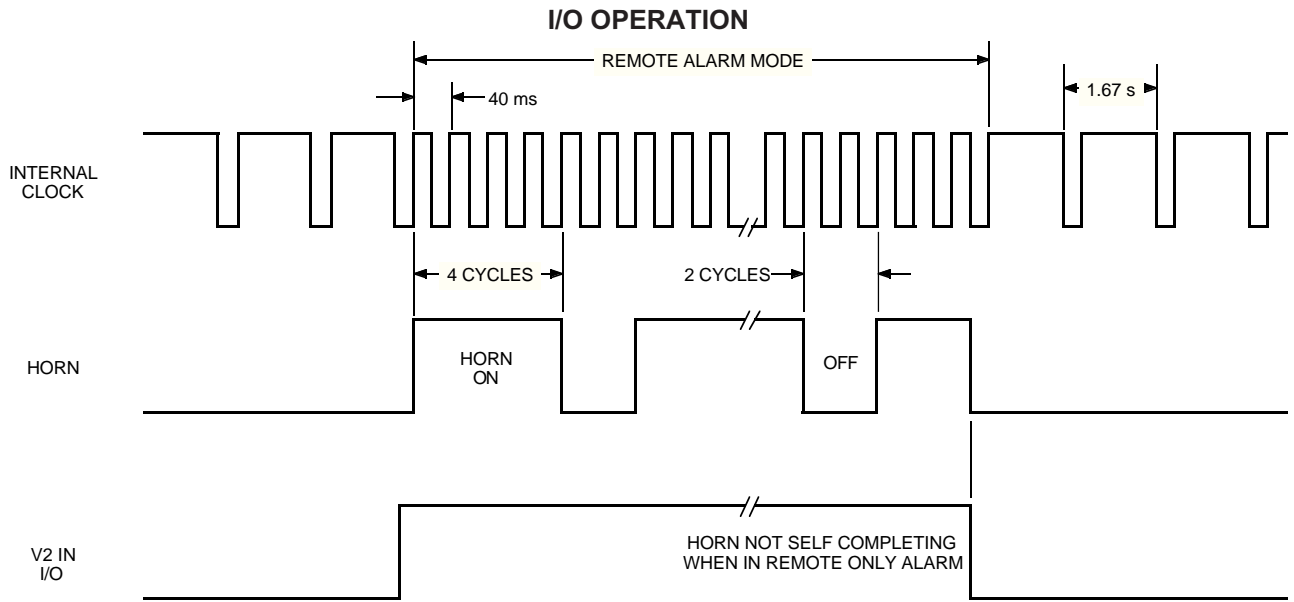 I/O OPERATION
REMOTE ALARM MODE
40 ms
1.67 s
INTERNAL
CLOCK
4 CYCLES
2 CYCLES
HORN
HORN
ON
OFF
V2 IN
I/O
HORN NOT SELF COMPLETING
WHEN IN REMOTE ONLY ALARM